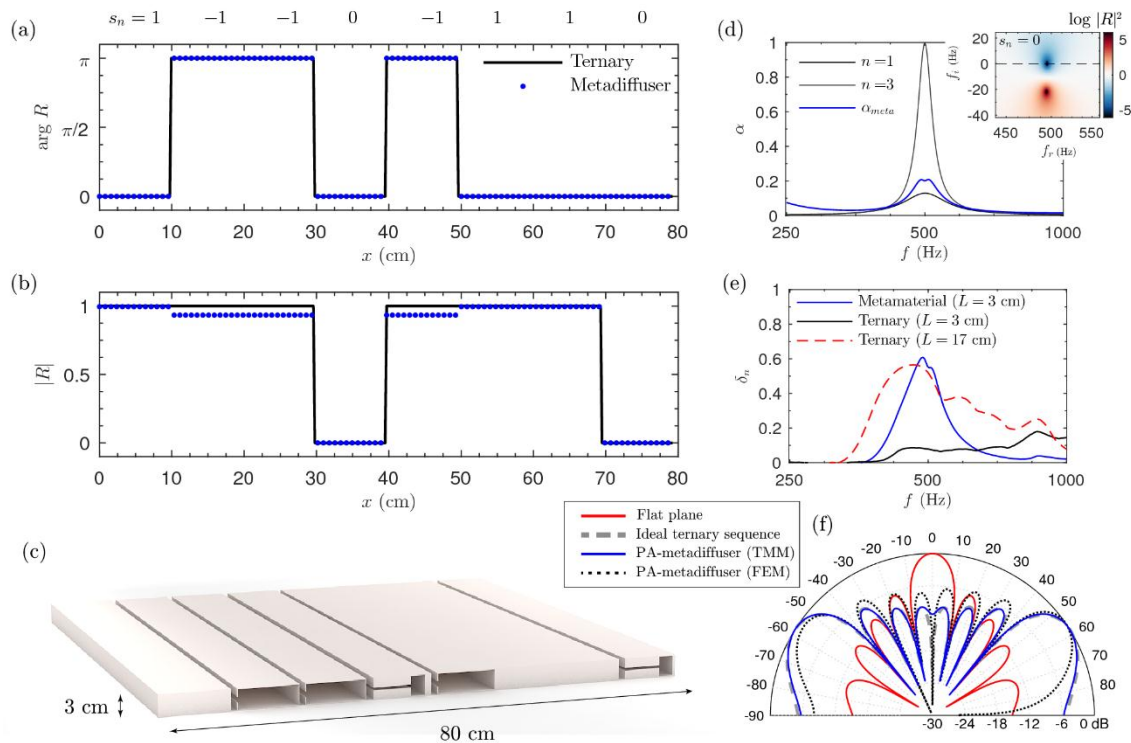 s_n = 1 −1 −1 0 −1 1 1 0
(a)
π
π/2
0
arg R
Ternary
Metadiffuser
0 10 20 30 40 50 60 70 80
x (cm)
(b)
1
0.5
0
|R|
0 10 20 30 40 50 60 70 80
x (cm)
(c)
3 cm
80 cm
(d)
1
0.8
0.6
0.4
0.2
0
α
n = 1
n = 3
α_meta
250 500 1000
f (Hz)
log |R|²
s_n = 0
20
0
-20
-40
f_i (Hz)
450 500 550
f_r (Hz)
5
0
-5
(e)
1
0.8
0.6
0.4
0.2
0
δ_n
Metamaterial (L = 3 cm)
Ternary (L = 3 cm)
Ternary (L = 17 cm)
250 500 1000
f (Hz)
Flat plane
Ideal ternary sequence
PA-metadiffuser (TMM)
PA-metadiffuser (FEM)
(f)
-90 -80 -70 -60 -50 -40 -30 -20 -10 0 10 20 30 40 50 60 70 80
-30 -24 -18 -12 -6 0 dB